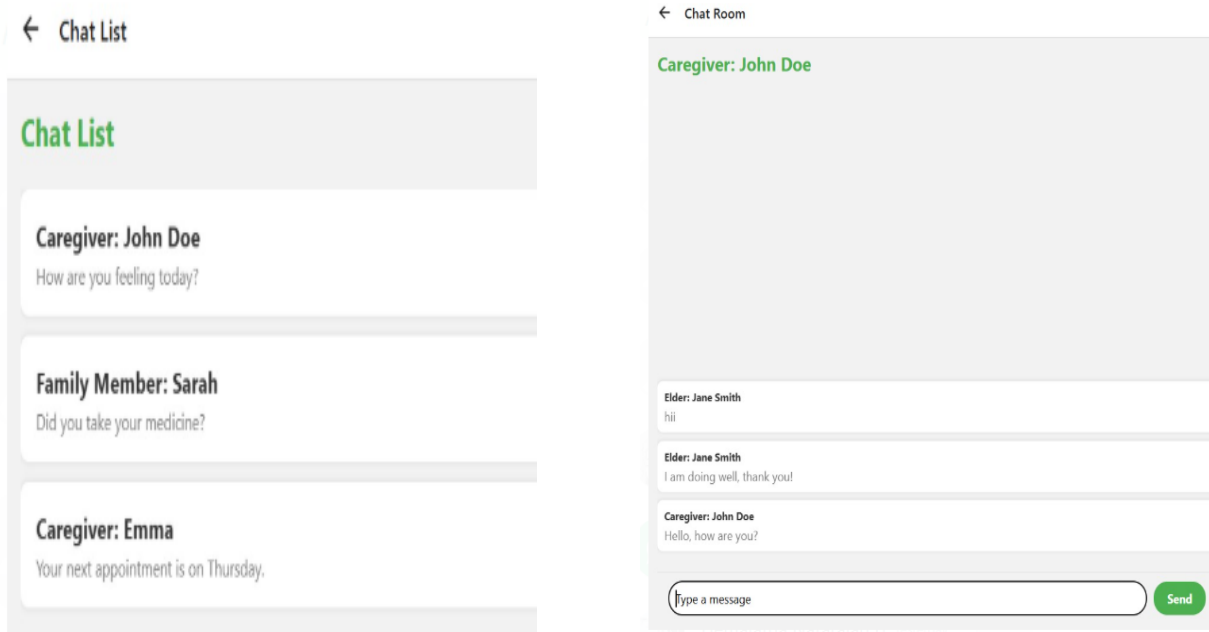 ← Chat List
Chat List
Caregiver: John Doe
How are you feeling today?
Family Member: Sarah
Did you take your medicine?
Caregiver: Emma
Your next appointment is on Thursday.
← Chat Room
Caregiver: John Doe
Elder: Jane Smith
hii
Elder: Jane Smith
I am doing well, thank you!
Caregiver: John Doe
Hello, how are you?
Type a message
Send